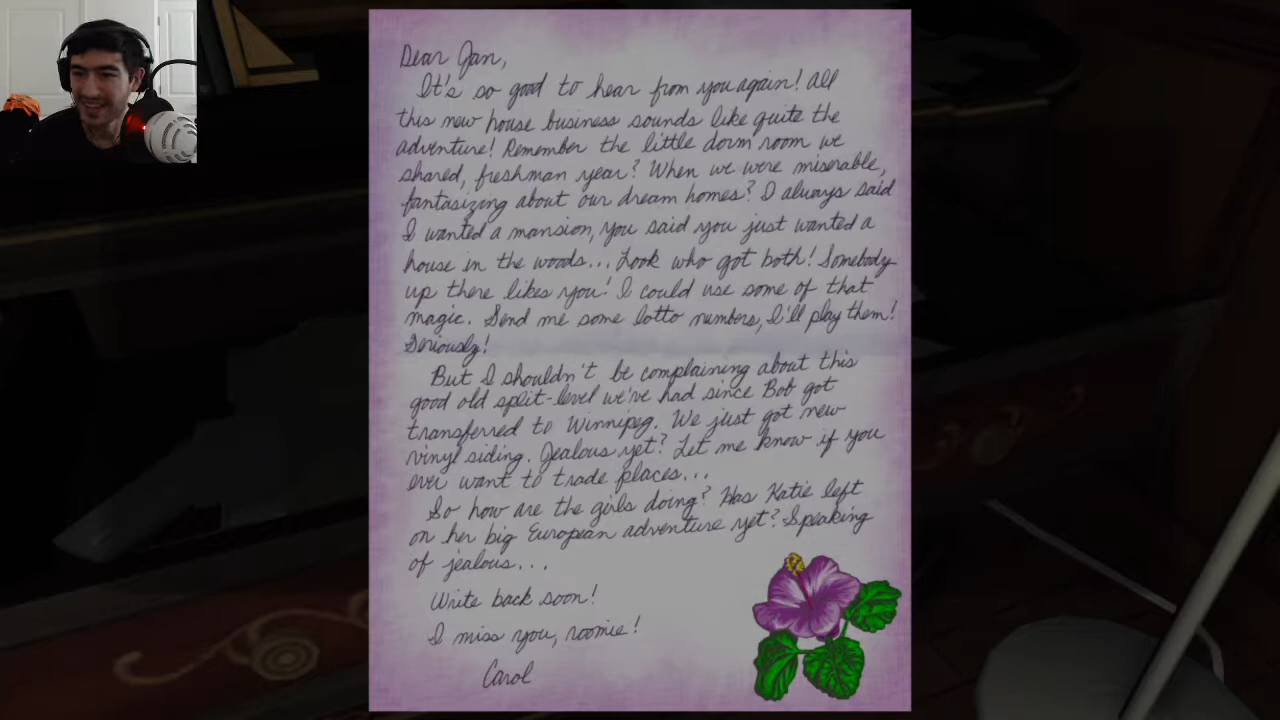 Dear Jan,
It's so good to hear from you again! All
this new house business sounds like quite the
adventure! Remember the little dorm room we
shared, freshman year? When we were miserable,
fantasizing about our dream homes? I always said
I wanted a mansion, you said you just wanted a
house in the woods... Look who got both! Somebody
up there likes you! I could use some of that
magic. Send me some lotto numbers, I'll play them!
Seriously!
But I shouldn't be complaining about this
good old split-level we've had since Bob got
transferred to Winnipeg. We just got new
vinyl siding. Jealous yet? Let me know if you
ever want to trade places...
So how are the girls doing? Has Katie left
on her big European adventure yet? Speaking
of jealous...
Write back soon!
I miss you, roomie!
Carol